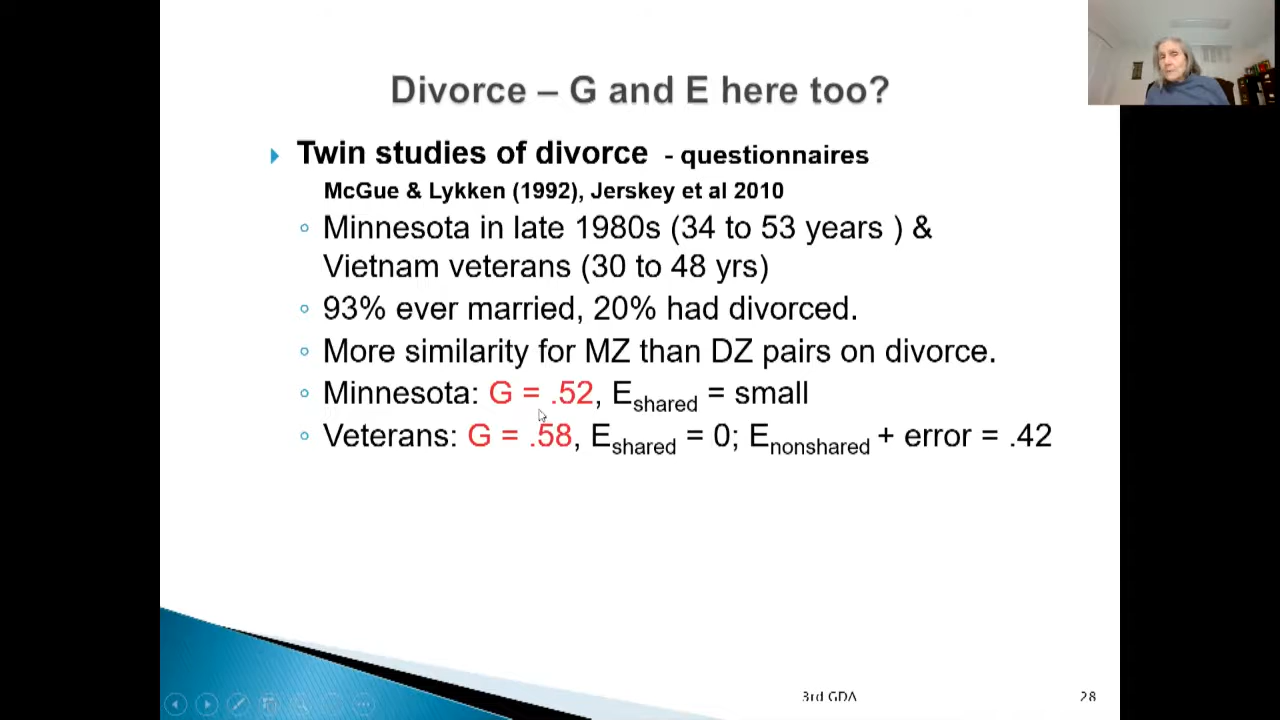 Divorce – G and E here too?
Twin studies of divorce - questionnaires
McGue & Lykken (1992), Jerskey et al 2010
Minnesota in late 1980s (34 to 53 years ) &
Vietnam veterans (30 to 48 yrs)
93% ever married, 20% had divorced.
More similarity for MZ than DZ pairs on divorce.
Minnesota: G = .52, Eshared = small
Veterans: G = .58, Eshared = 0; Enonshared + error = .42
3rd GDA
28